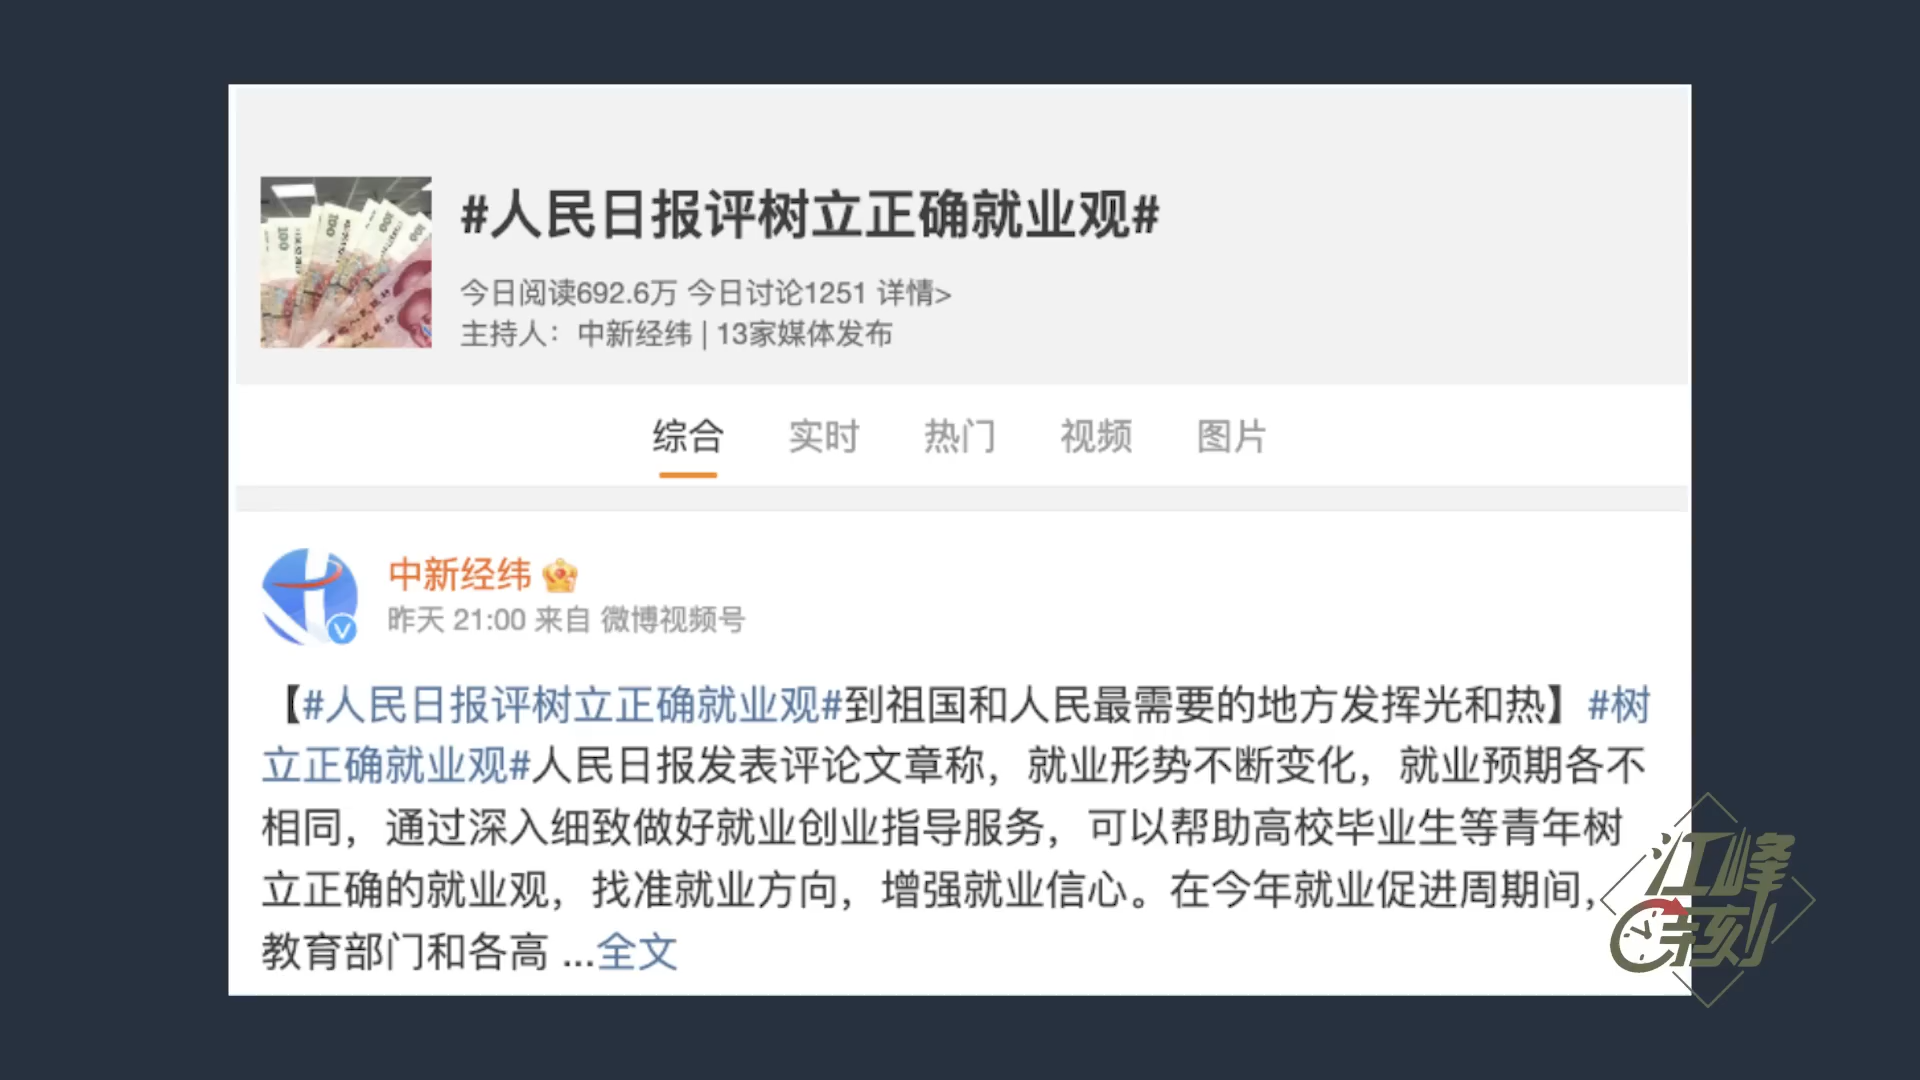 #人民日报评树立正确就业观#
今日阅读692.6万 今日讨论1251 详情>
主持人：中新经纬 | 13家媒体发布
综合 实时 热门 视频 图片
中新经纬
昨天 21:00 来自 微博视频号
【#人民日报评树立正确就业观#到祖国和人民最需要的地方发挥光和热】#树
立正确就业观#人民日报发表评论文章称，就业形势不断变化，就业预期各不
相同，通过深入细致做好就业创业指导服务，可以帮助高校毕业生等青年树
立正确的就业观，找准就业方向，增强就业信心。在今年就业促进周期间，
教育部门和各高 ...全文
江峰
时刻